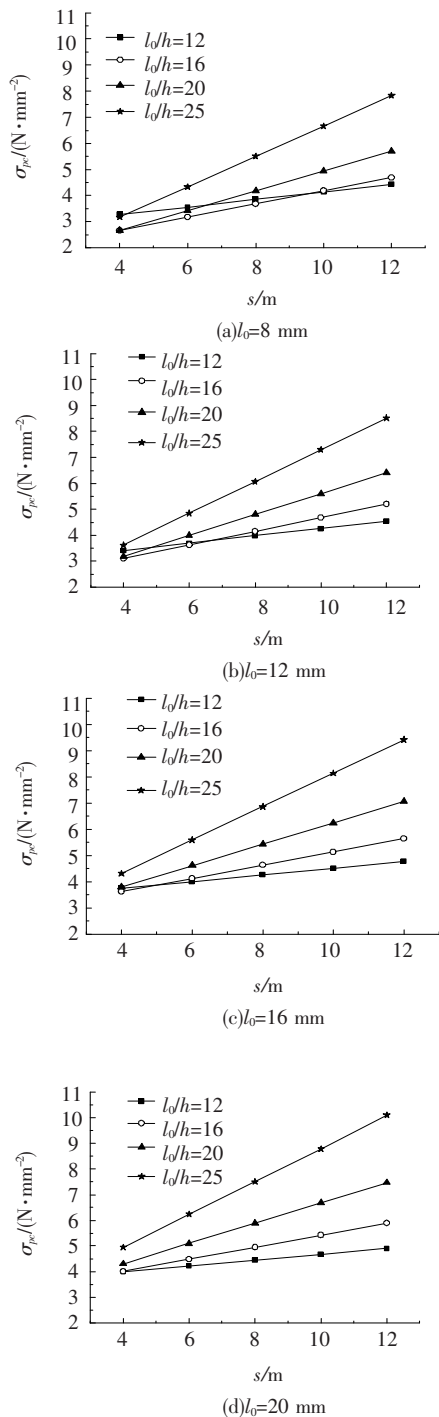 11
10
9
8
7
6
5
4
3
2
σpc/(N·mm⁻²)
l₀/h=12
l₀/h=16
l₀/h=20
l₀/h=25
4 6 8 10 12
s/m
(a)l₀=8 mm
11
10
9
8
7
6
5
4
3
2
σpc/(N·mm⁻²)
l₀/h=12
l₀/h=16
l₀/h=20
l₀/h=25
4 6 8 10 12
s/m
(b)l₀=12 mm
11
10
9
8
7
6
5
4
3
2
σpc/(N·mm⁻²)
l₀/h=12
l₀/h=16
l₀/h=20
l₀/h=25
4 6 8 10 12
s/m
(c)l₀=16 mm
11
10
9
8
7
6
5
4
3
2
σpc/(N·mm⁻²)
l₀/h=12
l₀/h=16
l₀/h=20
l₀/h=25
4 6 8 10 12
s/m
(d)l₀=20 mm